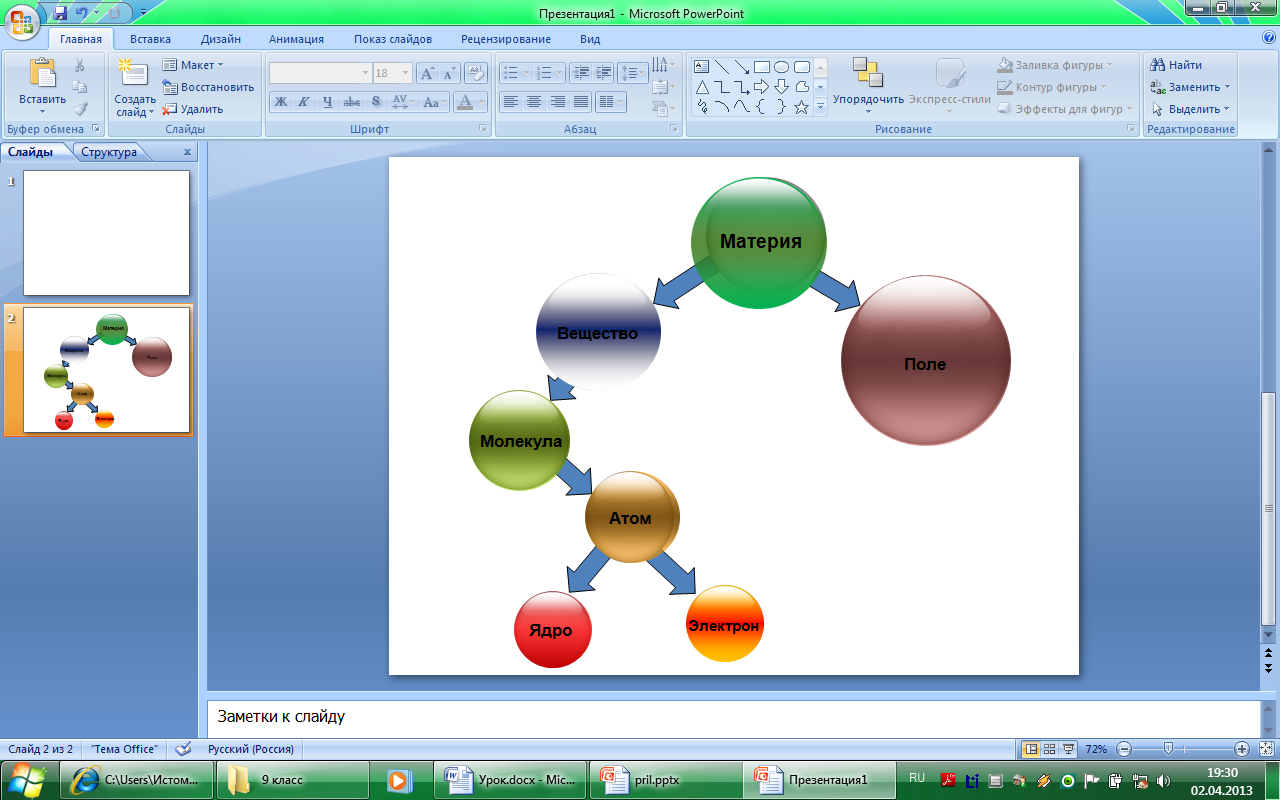 Презентация1 - Microsoft PowerPoint
Главная Вставка Дизайн Анимация Показ слайдов Рецензирование Вид
Вставить
Буфер обмена
Создать слайд
Макет
Восстановить
Удалить
Слайды
18
Ж К Ч abc S AV Aa A
Шрифт
Абзац
Упорядочить
Экспресс-стили
Заливка фигуры
Контур фигуры
Эффекты для фигур
Рисование
Найти
Заменить
Выделить
Редактирование
Слайды Структура x
1
2
Материя
Вещество
Поле
Молекула
Атом
Ядро
Электрон
Заметки к слайду
Слайд 2 из 2 "Тема Office" Русский (Россия) 72%
C:\Users\Истом... 9 класс Урок.docx - Mic... pril.pptx Презентация1 RU 19:30
02.04.2013